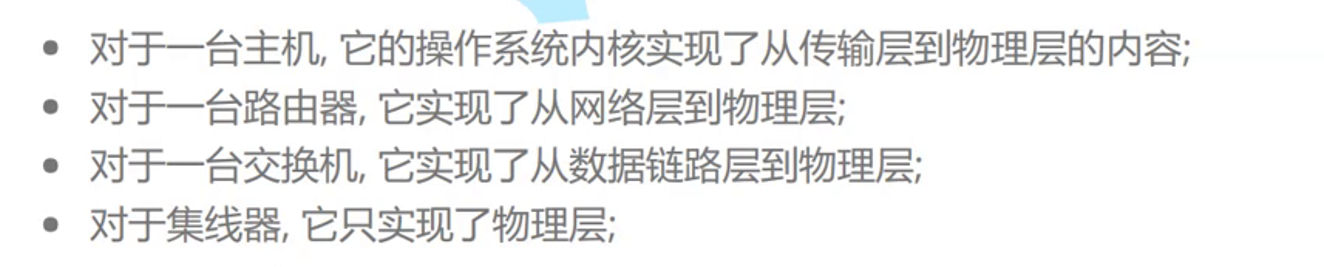 • 对于一台主机, 它的操作系统内核实现了从传输层到物理层的内容;
• 对于一台路由器, 它实现了从网络层到物理层;
• 对于一台交换机, 它实现了从数据链路层到物理层;
• 对于集线器, 它只实现了物理层;